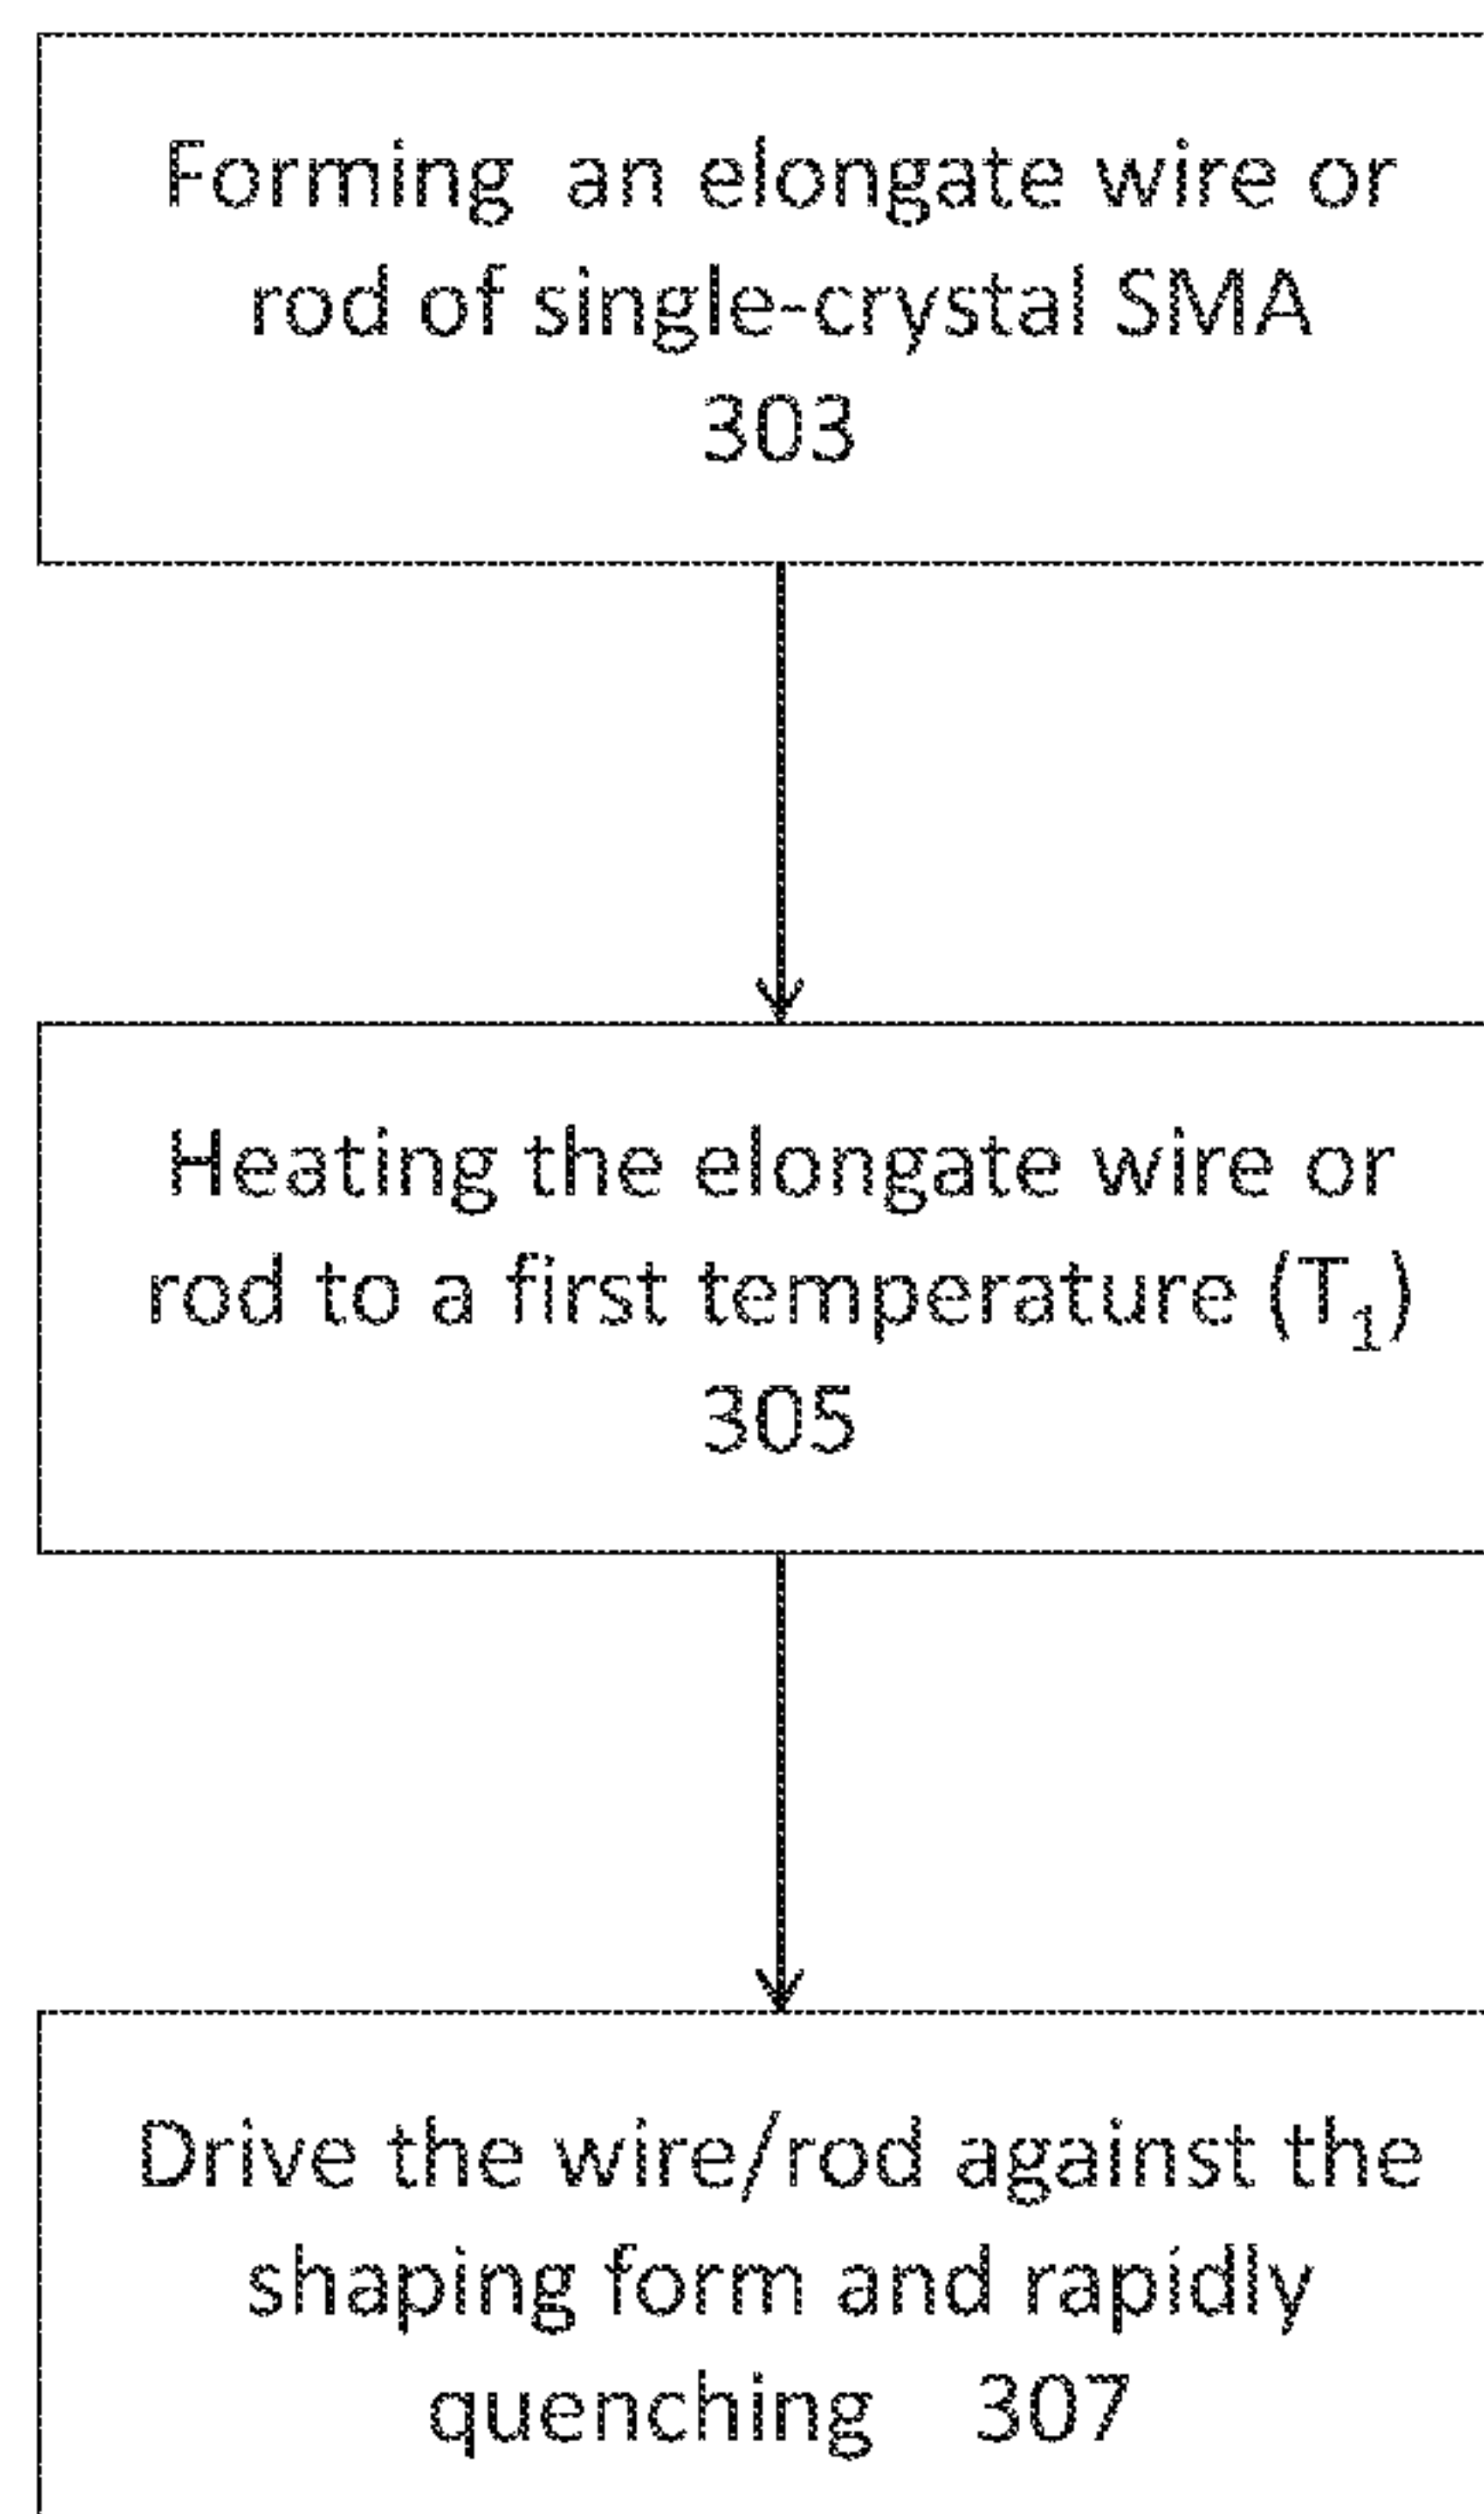 Forming an elongate wire or
rod of single-crystal SMA
303
Heating the elongate wire or
rod to a first temperature (T₁)
305
Drive the wire/rod against the
shaping form and rapidly
quenching 307